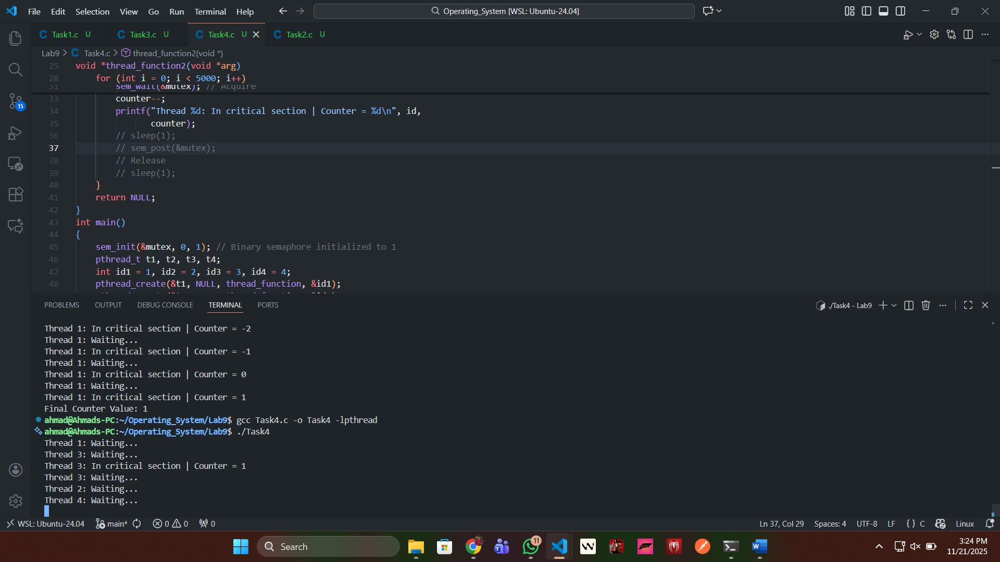 File Edit Selection View Go Run Terminal Help
Operating_System [WSL: Ubuntu-24.04]
Task1.c U
Task3.c U
Task4.c U
Task2.c U
Lab9 > Task4.c > thread_function2(void *)
25 void *thread_function2(void *arg)
28 for (int i = 0; i < 5000; i++)
31 sem_wait(&mutex); // Acquire
33 counter--;
34 printf("Thread %d: In critical section | Counter = %d\n", id,
35 counter);
36 // sleep(1);
37 // sem_post(&mutex);
38 // Release
39 // sleep(1);
40 }
41 return NULL;
42 }
43 int main()
44 {
45 sem_init(&mutex, 0, 1); // Binary semaphore initialized to 1
46 pthread_t t1, t2, t3, t4;
47 int id1 = 1, id2 = 2, id3 = 3, id4 = 4;
48 pthread_create(&t1, NULL, thread_function, &id1);
15
PROBLEMS OUTPUT DEBUG CONSOLE TERMINAL PORTS
./Task4 - Lab9
Thread 1: In critical section | Counter = -2
Thread 1: Waiting...
Thread 1: In critical section | Counter = -1
Thread 1: Waiting...
Thread 1: In critical section | Counter = 0
Thread 1: Waiting...
Thread 1: In critical section | Counter = 1
Final Counter Value: 1
ahmad@Ahmads-PC:~/Operating_System/Lab9$ gcc Task4.c -o Task4 -lpthread
ahmad@Ahmads-PC:~/Operating_System/Lab9$ ./Task4
Thread 1: Waiting...
Thread 3: Waiting...
Thread 3: In critical section | Counter = 1
Thread 3: Waiting...
Thread 2: Waiting...
Thread 4: Waiting...
WSL: Ubuntu-24.04 main* 0 0 0
Ln 37, Col 29 Spaces: 4 UTF-8 LF {} C Linux
Search
11
3:24 PM
11/21/2025